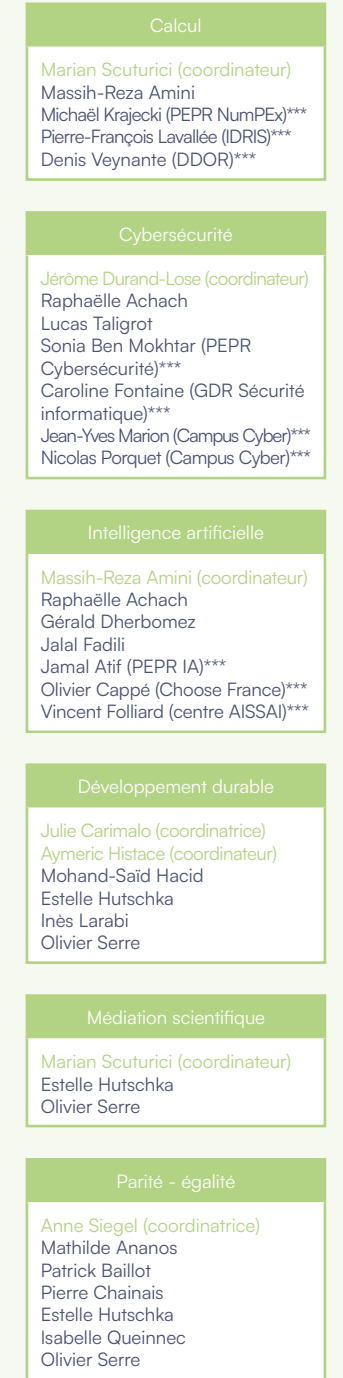 Calcul
Marian Scuturici (coordinateur)
Massih-Reza Amini
Michaël Krajecki (PEPR NumPEx)***
Pierre-François Lavallée (IDRIS)***
Denis Veynante (DDOR)***
Cybersécurité
Jérôme Durand-Lose (coordinateur)
Raphaëlle Achach
Lucas Taligrot
Sonia Ben Mokhtar (PEPR
Cybersécurité)***
Caroline Fontaine (GDR Sécurité
informatique)***
Jean-Yves Marion (Campus Cyber)***
Nicolas Porquet (Campus Cyber)***
Intelligence artificielle
Massih-Reza Amini (coordinateur)
Raphaëlle Achach
Gérald Dherbomez
Jalal Fadili
Jamal Atif (PEPR IA)***
Olivier Cappé (Choose France)***
Vincent Folliard (centre AISSAI)***
Développement durable
Julie Carimalo (coordinatrice)
Aymeric Histace (coordinateur)
Mohand-Saïd Hacid
Estelle Hutschka
Inès Larabi
Olivier Serre
Médiation scientifique
Marian Scuturici (coordinateur)
Estelle Hutschka
Olivier Serre
Parité - égalité
Anne Siegel (coordinatrice)
Mathilde Ananos
Patrick Baillot
Pierre Chainais
Estelle Hutschka
Isabelle Queinnec
Olivier Serre